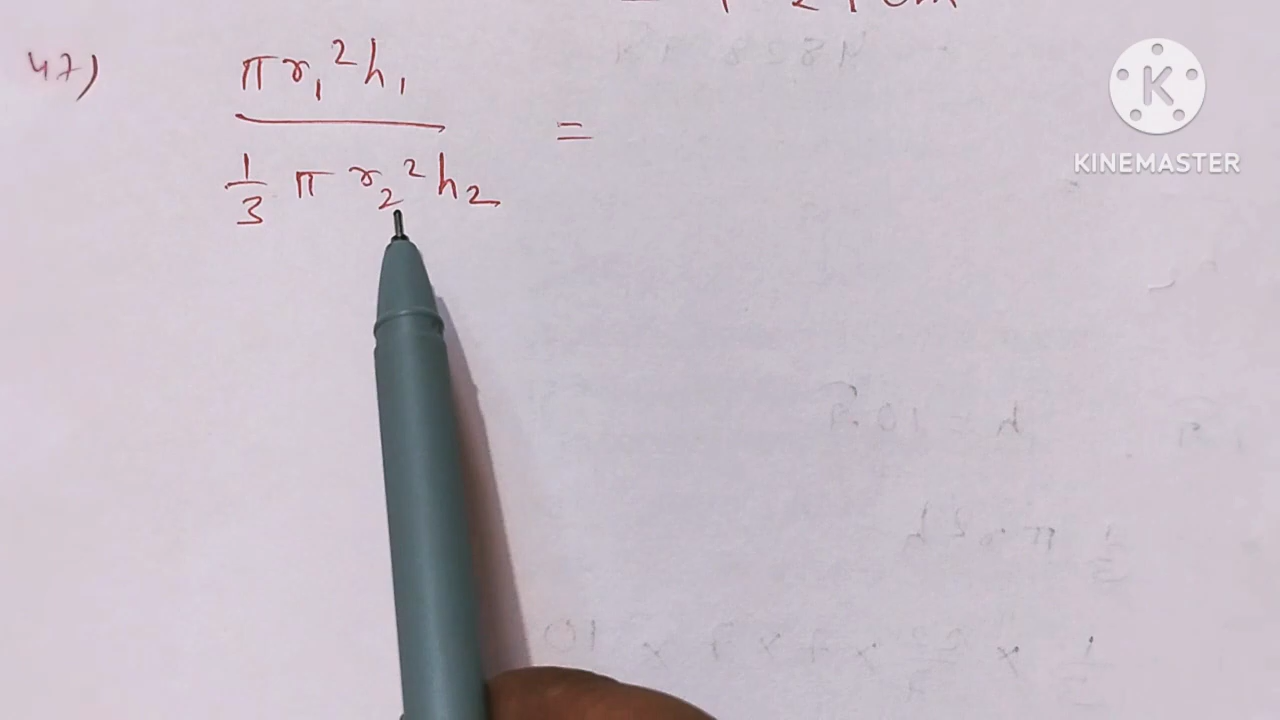 47)
πr₁²h₁ =
1/3 πr₂²h₂
K
KINEMASTER